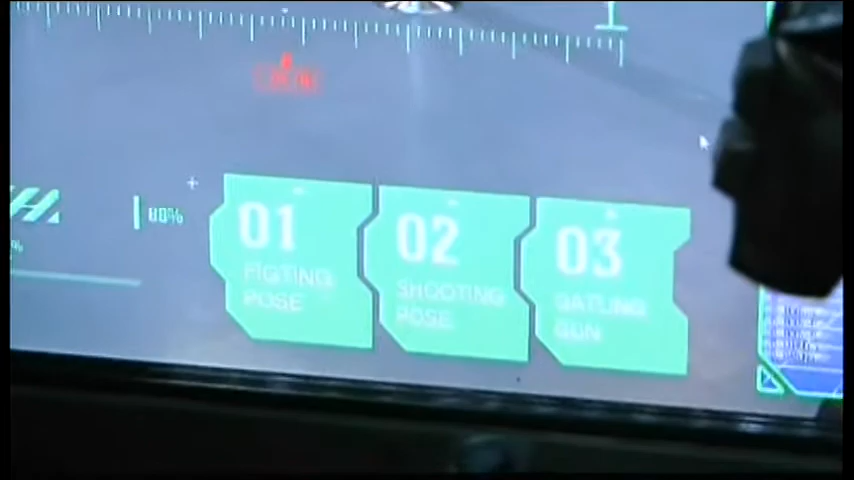 80%
01
FIGTING
POSE
02
SHOOTING
POSE
03
GATLING
GUN